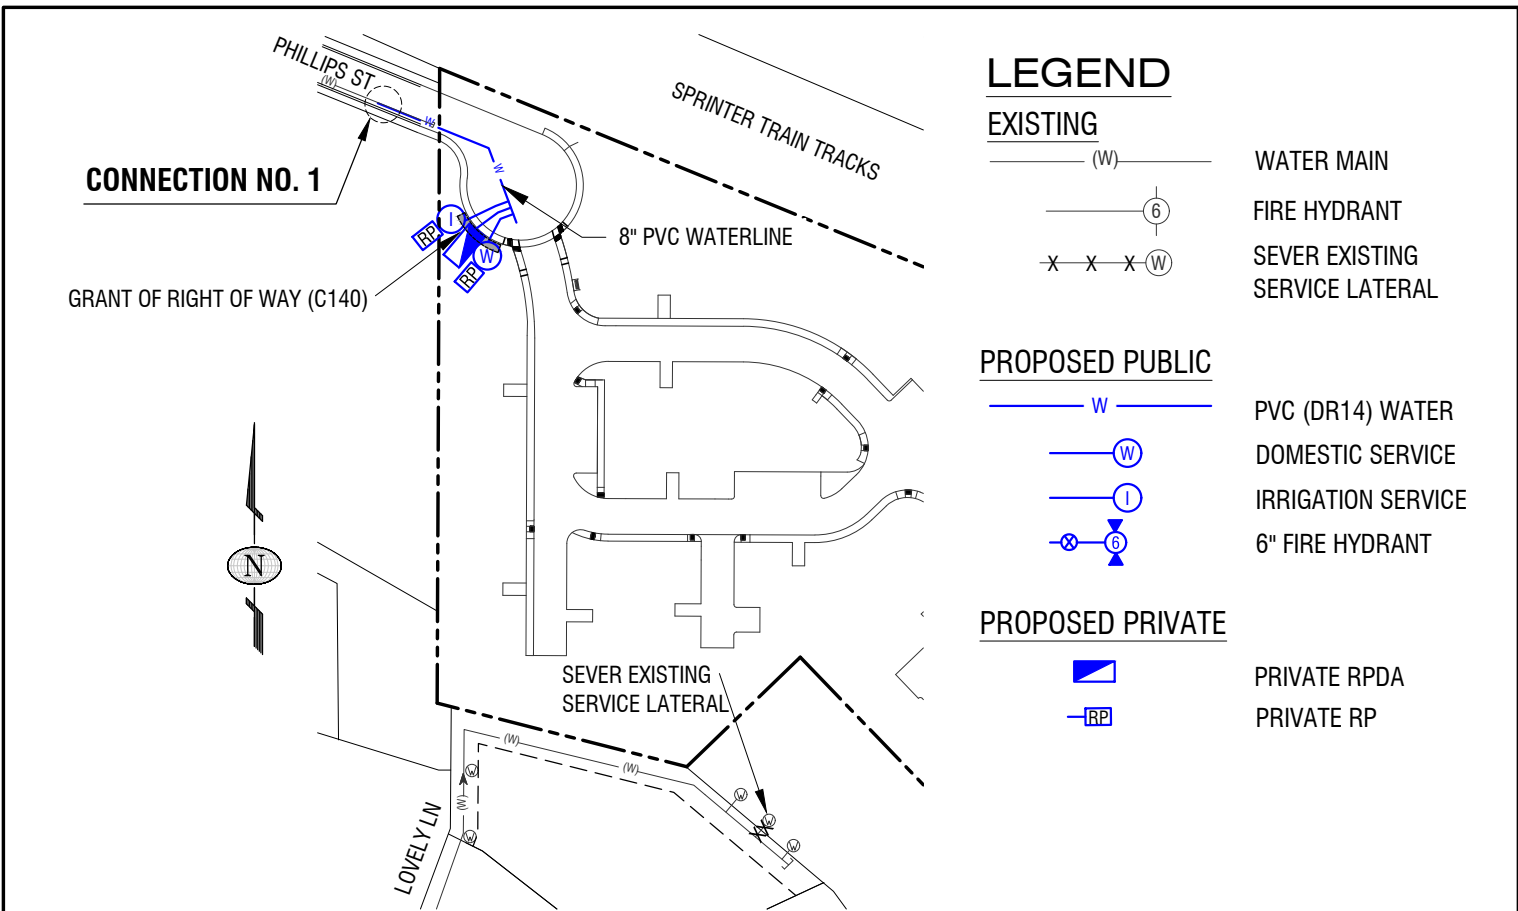 PHILLIPS ST
(W)
W
W
CONNECTION NO. 1
SPRINTER TRAIN TRACKS
I
RP
W
RP
8" PVC WATERLINE
GRANT OF RIGHT OF WAY (C140)
N
SEVER EXISTING
SERVICE LATERAL
(W)
(W)
(W)
W
W
W
W
W
LOVELY LN
LEGEND
EXISTING
(W) WATER MAIN
6 FIRE HYDRANT
X X X W SEVER EXISTING
SERVICE LATERAL
PROPOSED PUBLIC
W PVC (DR14) WATER
W DOMESTIC SERVICE
I IRRIGATION SERVICE
6 6" FIRE HYDRANT
PROPOSED PRIVATE
PRIVATE RPDA
RP PRIVATE RP